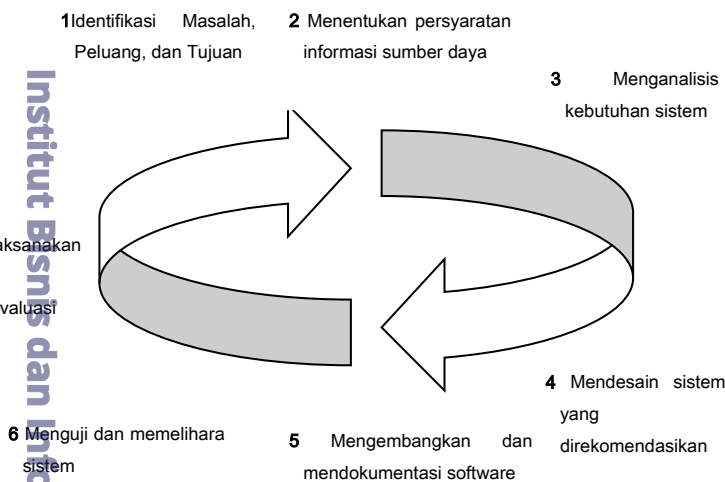 1Identifikasi Masalah,
Peluang, dan Tujuan
2 Menentukan persyaratan
informasi sumber daya
3 Menganalisis
kebutuhan sistem
4 Mendesain sistem
yang
direkomendasikan
5 Mengembangkan dan
mendokumentasi software
6 Menguji dan memelihara
sistem
Institut Bisnis dan